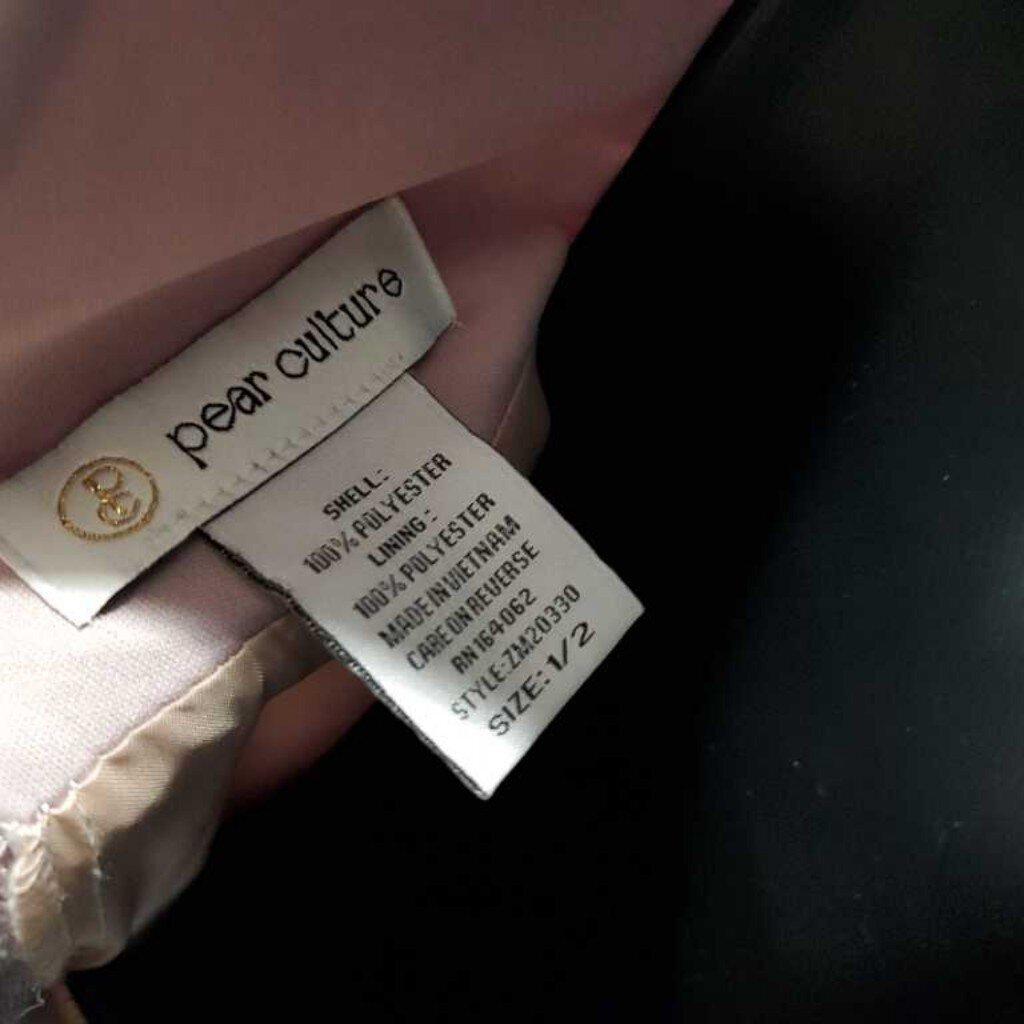 PC
pear culture
SHELL:
100% POLYESTER
LINING:
100% POLYESTER
MADE IN VIETNAM
CARE ON REVERSE
RN 164062
STYLE:ZM20330
SIZE: 1/2